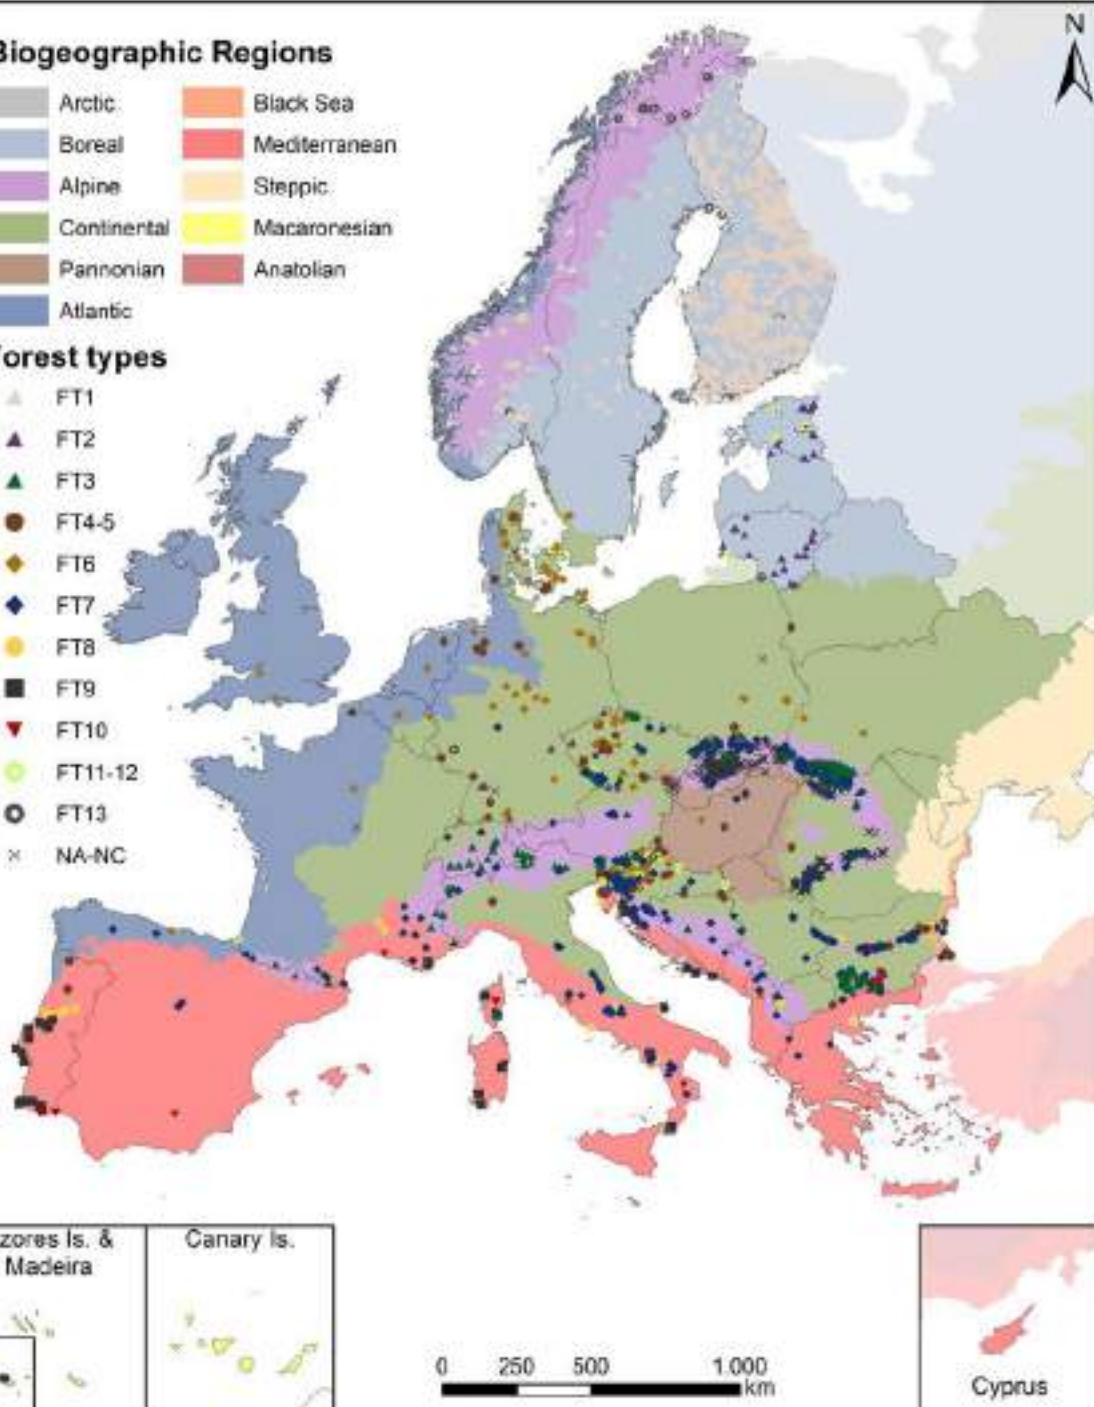 N
Biogeographic Regions
Arctic
Black Sea
Boreal
Mediterranean
Alpine
Steppic
Continental
Macaronesian
Pannonian
Anatolian
Atlantic
orest types
FT1
FT2
FT3
FT4-5
FT6
FT7
FT8
FT9
FT10
FT11-12
FT13
NA-NC
zores Is. &
Madeira
Canary Is.
0 250 500 1.000
km
Cyprus